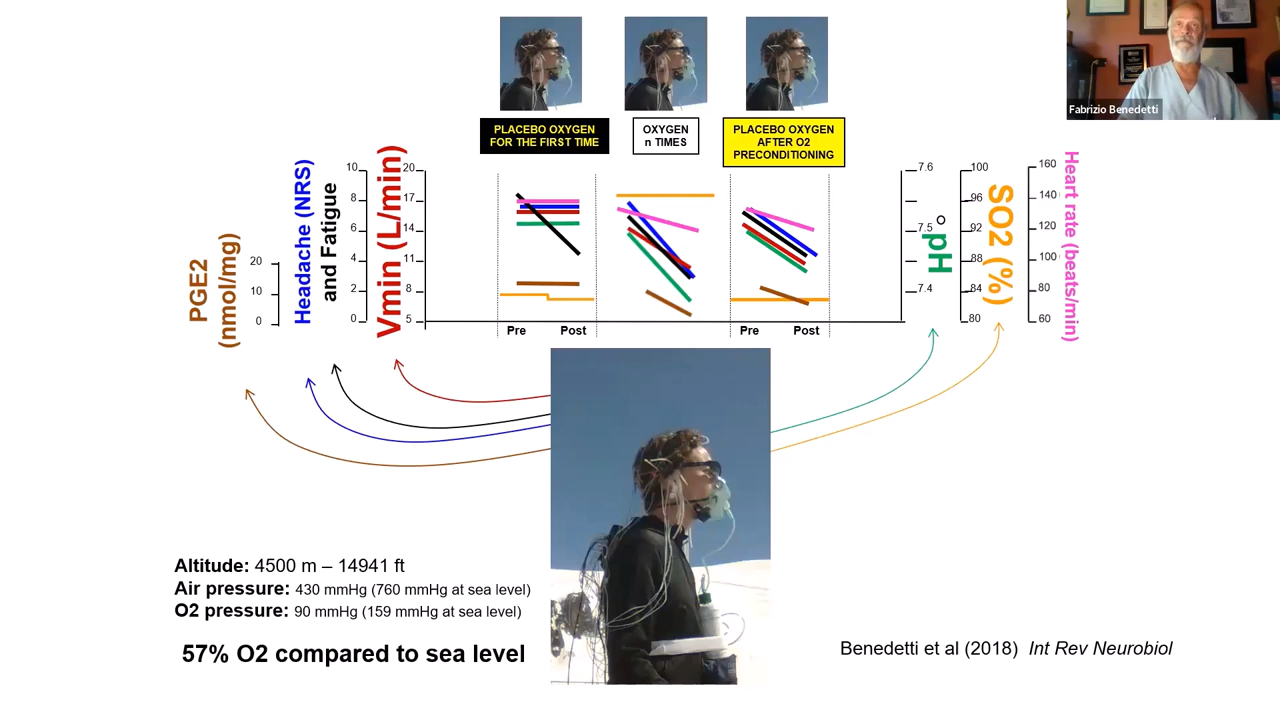 Fabrizio Benedetti
PLACEBO OXYGEN
FOR THE FIRST TIME
OXYGEN
n TIMES
PLACEBO OXYGEN
AFTER O2
PRECONDITIONING
PGE2
(nmol/mg)
20
10
0
Headache (NRS)
and Fatigue
10
8
6
4
2
0
Vmin (L/min)
20
17
14
11
8
5
Pre
Post
Pre
Post
7.6
7.5
7.4
pH°
100
96
92
88
84
80
SO2 (%)
160
140
120
100
80
60
Heart rate (beats/min)
Altitude: 4500 m – 14941 ft
Air pressure: 430 mmHg (760 mmHg at sea level)
O2 pressure: 90 mmHg (159 mmHg at sea level)
57% O2 compared to sea level
Benedetti et al (2018) Int Rev Neurobiol